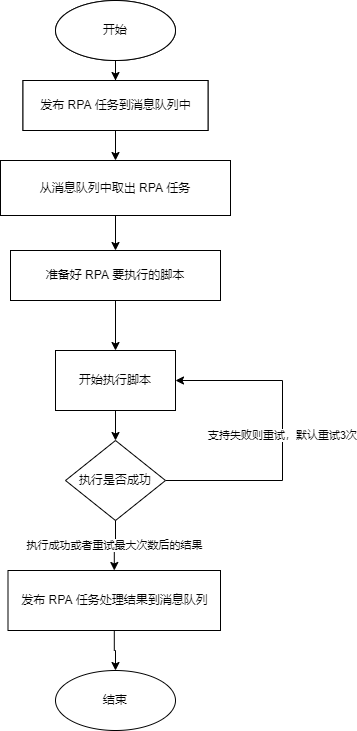 开始
发布 RPA 任务到消息队列中
从消息队列中取出 RPA 任务
准备好 RPA 要执行的脚本
开始执行脚本
支持失败则重试，默认重试3次
执行是否成功
执行成功或者重试最大次数后的结果
发布 RPA 任务处理结果到消息队列
结束